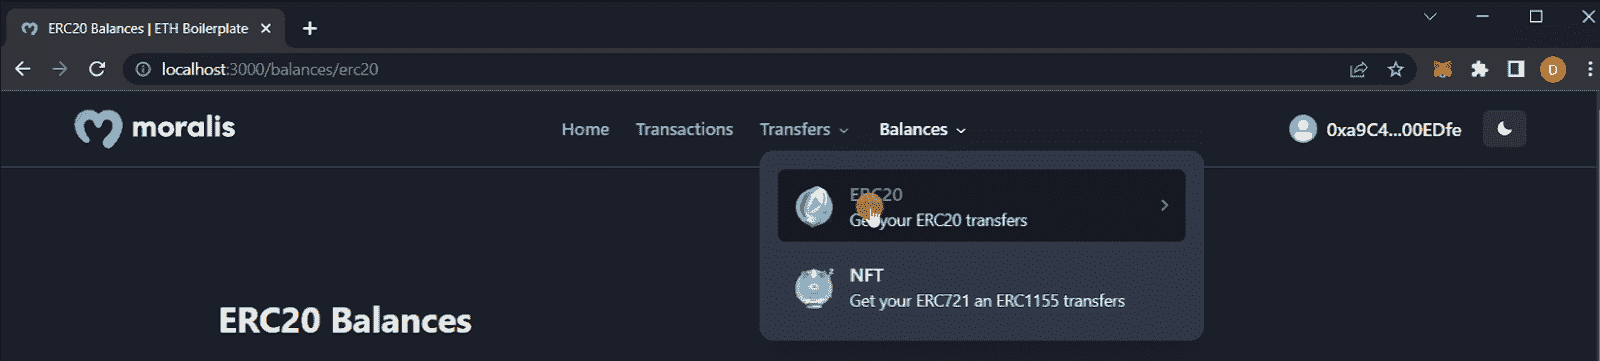 ERC20 Balances | ETH Boilerplate
localhost:3000/balances/erc20
D
moralis
Home Transactions Transfers Balances
0xa9C4...00EDfe
ERC20
Get your ERC20 transfers
NFT
Get your ERC721 an ERC1155 transfers
ERC20 Balances